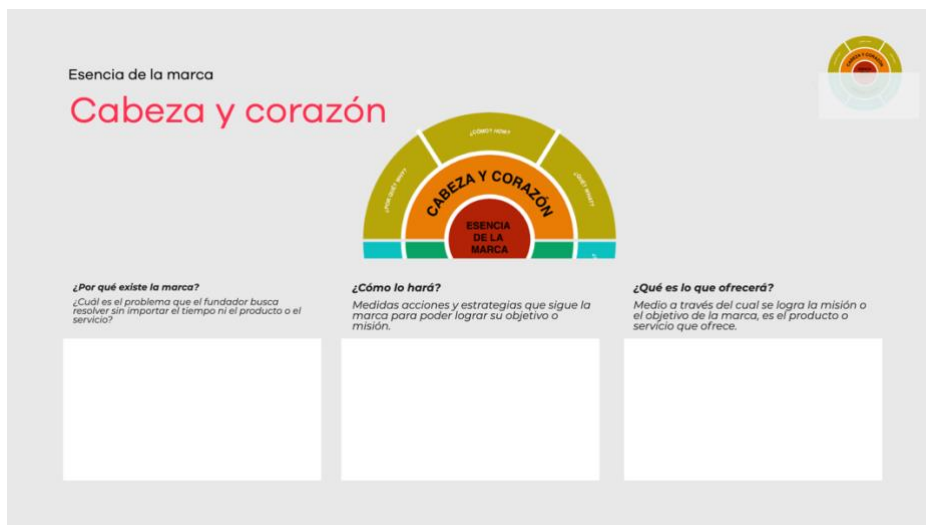 Esencia de la marca
Cabeza y corazón
¿POR QUÉ? WHY?
¿CÓMO? HOW?
¿QUÉ? WHAT?
CABEZA Y CORAZÓN
ESENCIA
DE LA
MARCA
¿Por qué existe la marca?
¿Cuál es el problema que el fundador busca
resolver sin importar el tiempo ni el producto o el
servicio?
¿Cómo lo hará?
Medidas acciones y estrategias que sigue la
marca para poder lograr su objetivo o
misión.
¿Qué es lo que ofrecerá?
Medio a través del cual se logra la misión o
el objetivo de la marca, es el producto o
servicio que ofrece.